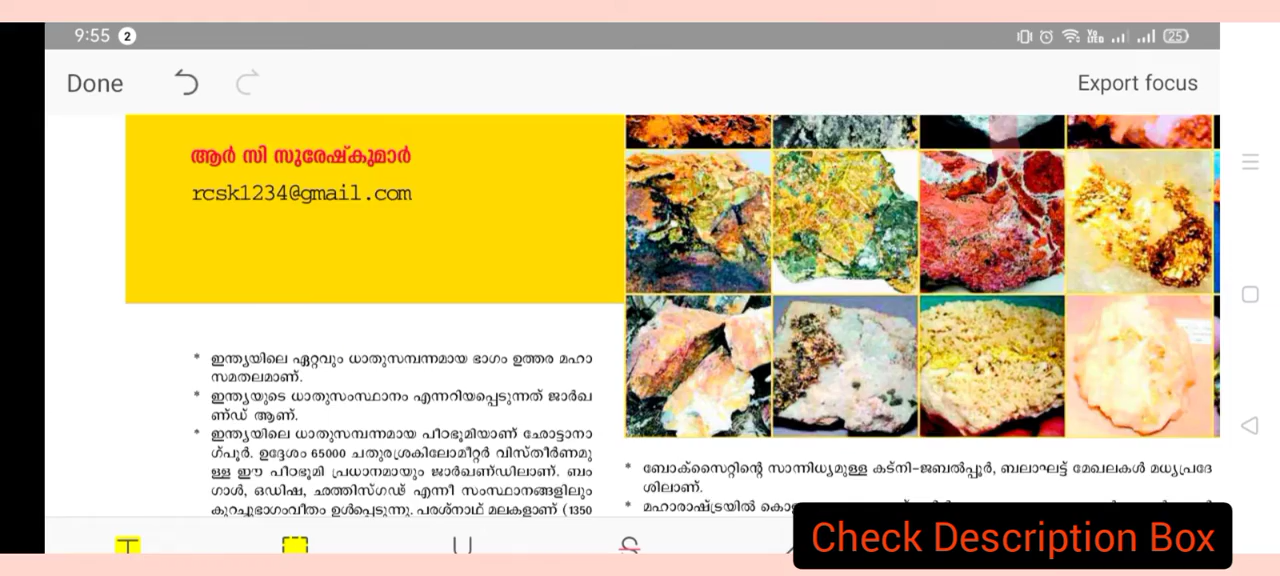 9:55 2
25
Done
Export focus
ആർ സി സുരേഷ്കുമാർ
rcsk1234@gmail.com
* ഇന്ത്യയിലെ ഏറ്റവും ധാതുസമ്പന്നമായ ഭാഗം ഉത്തര മഹാ
സമതലമാണ്.
* ഇന്ത്യയുടെ ധാതുസംസ്ഥാനം എന്നറിയപ്പെടുന്നത് ജാർഖ
ണ്ഡ് ആണ്.
* ഇന്ത്യയിലെ ധാതുസമ്പന്നമായ പീഠഭൂമിയാണ് ഛോട്ടാനാ
ഗ്പൂർ. ഉദ്ദേശം 65000 ചതുരശ്രകിലോമീറ്റർ വിസ്തീർണമു
ള്ള ഈ പീഠഭൂമി പ്രധാനമായും ജാർഖണ്ഡിലാണ്. ബം
ഗാൾ, ഒഡിഷ, ഛത്തിസ്ഗഢ് എന്നീ സംസ്ഥാനങ്ങളിലും
കുറച്ചുഭാഗംവീതം ഉൾപ്പെടുന്നു. പരശ്നാഥ് മലകളാണ് (1350
* ബോക്സൈറ്റിന്റെ സാന്നിധ്യമുള്ള കട്നി-ജബൽപ്പൂർ, ബലാഘട്ട് മേഖലകൾ മധ്യപ്രദേ
ശിലാണ്.
* മഹാരാഷ്ട്രയിൽ
Check Description Box